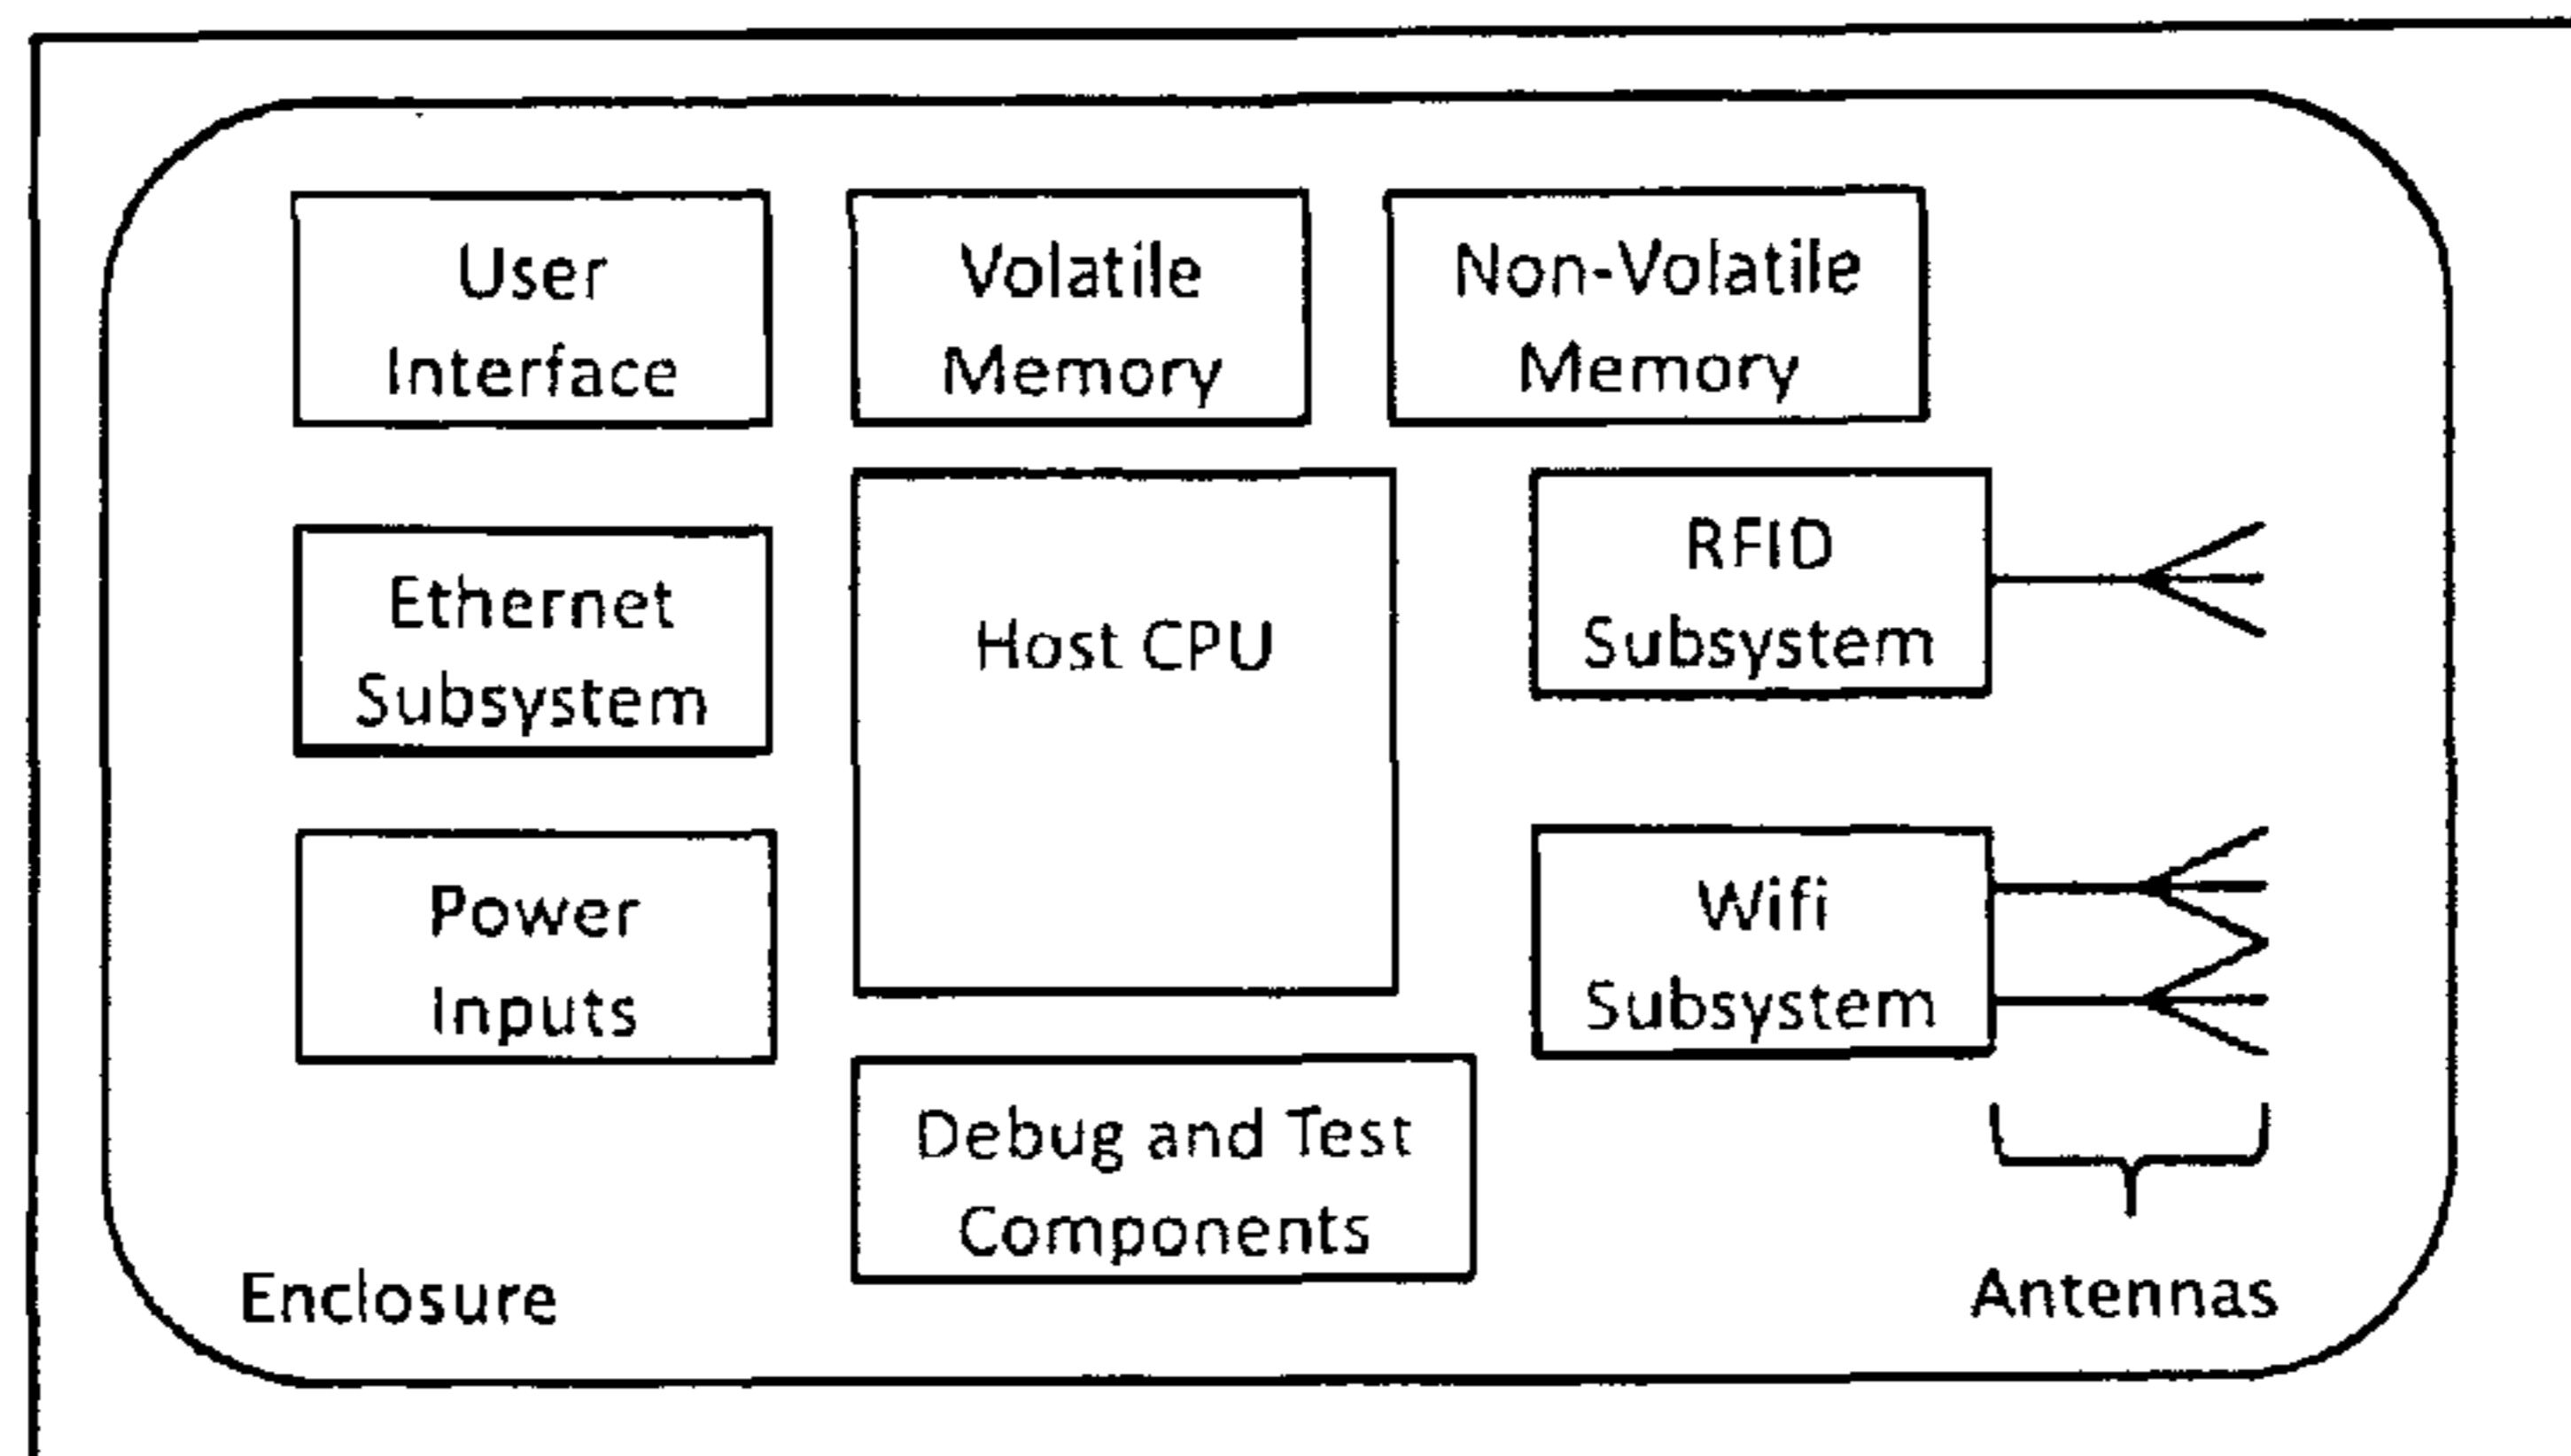 User
Interface
Volatile
Memory
Non-Volatile
Memory
Ethernet
Subsystem
Host CPU
RFID
Subsystem
Power
Inputs
Wifi
Subsystem
Debug and Test
Components
Enclosure
Antennas